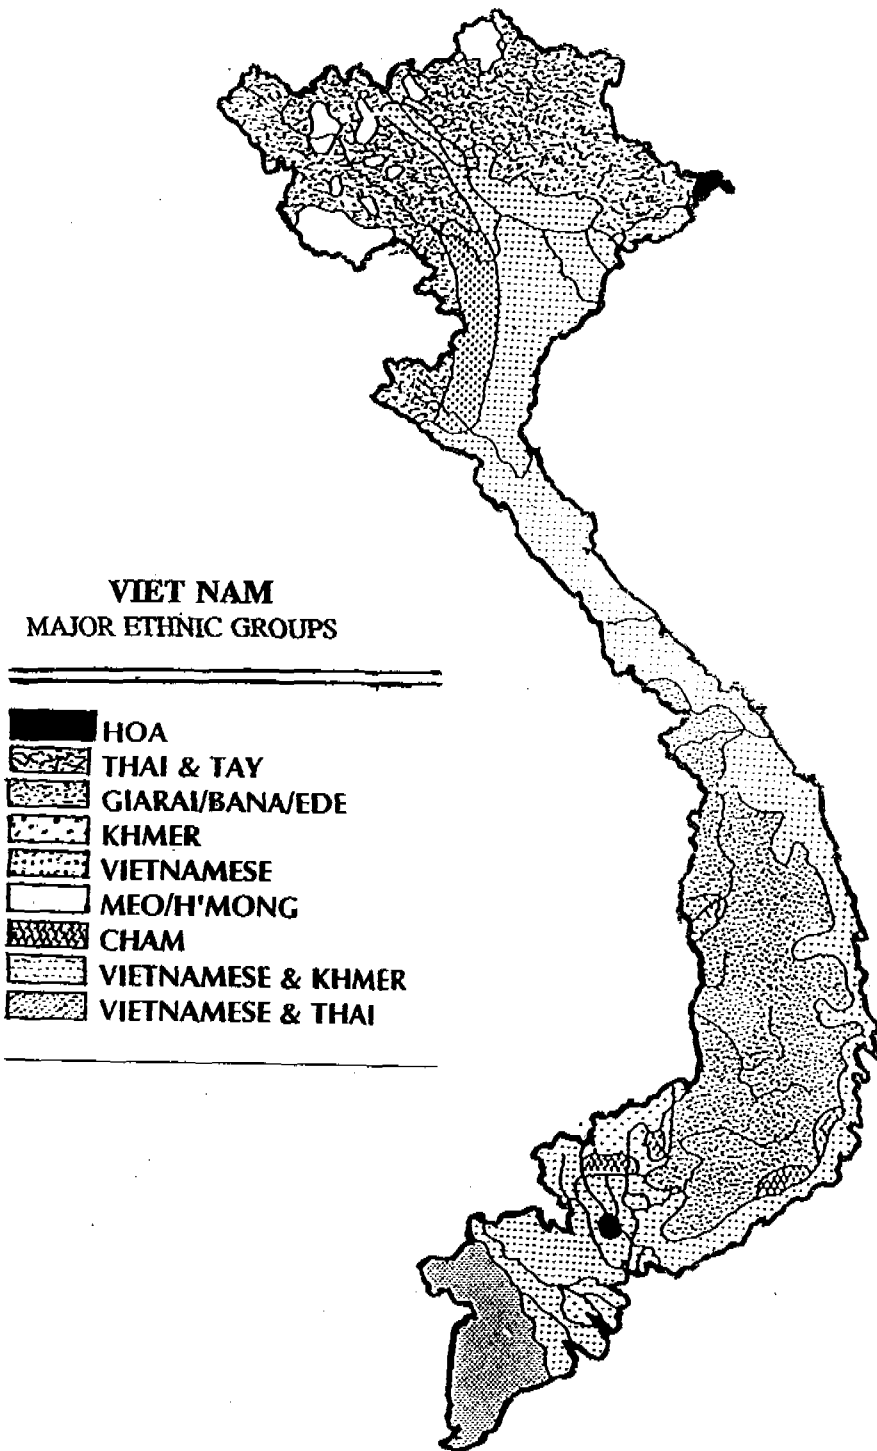 VIET NAM
MAJOR ETHNIC GROUPS
HOA
THAI & TAY
GIARAI/BANA/EDE
KHMER
VIETNAMESE
MEO/H'MONG
CHAM
VIETNAMESE & KHMER
VIETNAMESE & THAI